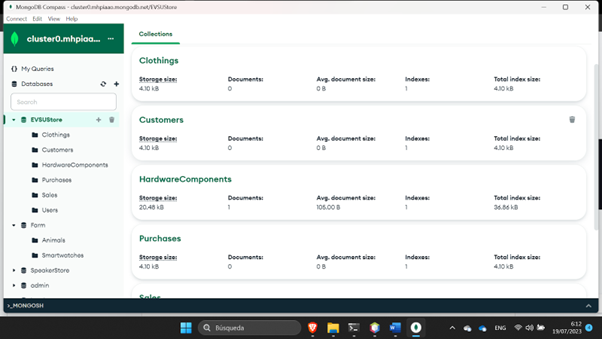 MongoDB Compass - cluster0.mhpiaao.mongodb.net/EVSUStore
Connect Edit View Help
cluster0.mhpiaa... ...
Collections
{} My Queries
Databases
Search
EVSUStore
Clothings
Customers
HardwareComponents
Purchases
Sales
Users
Farm
Animals
Smartwatches
SpeakerStore
admin
Clothings
Storage size: Documents: Avg. document size: Indexes: Total index size:
4.10 kB 0 0 B 1 4.10 kB
Customers
Storage size: Documents: Avg. document size: Indexes: Total index size:
4.10 kB 0 0 B 1 4.10 kB
HardwareComponents
Storage size: Documents: Avg. document size: Indexes: Total index size:
20.48 kB 1 105.00 B 1 36.86 kB
Purchases
Storage size: Documents: Avg. document size: Indexes: Total index size:
4.10 kB 0 0 B 1 4.10 kB
Sales
>_MONGOSH
Búsqueda
ENG
6:12
19/07/2023